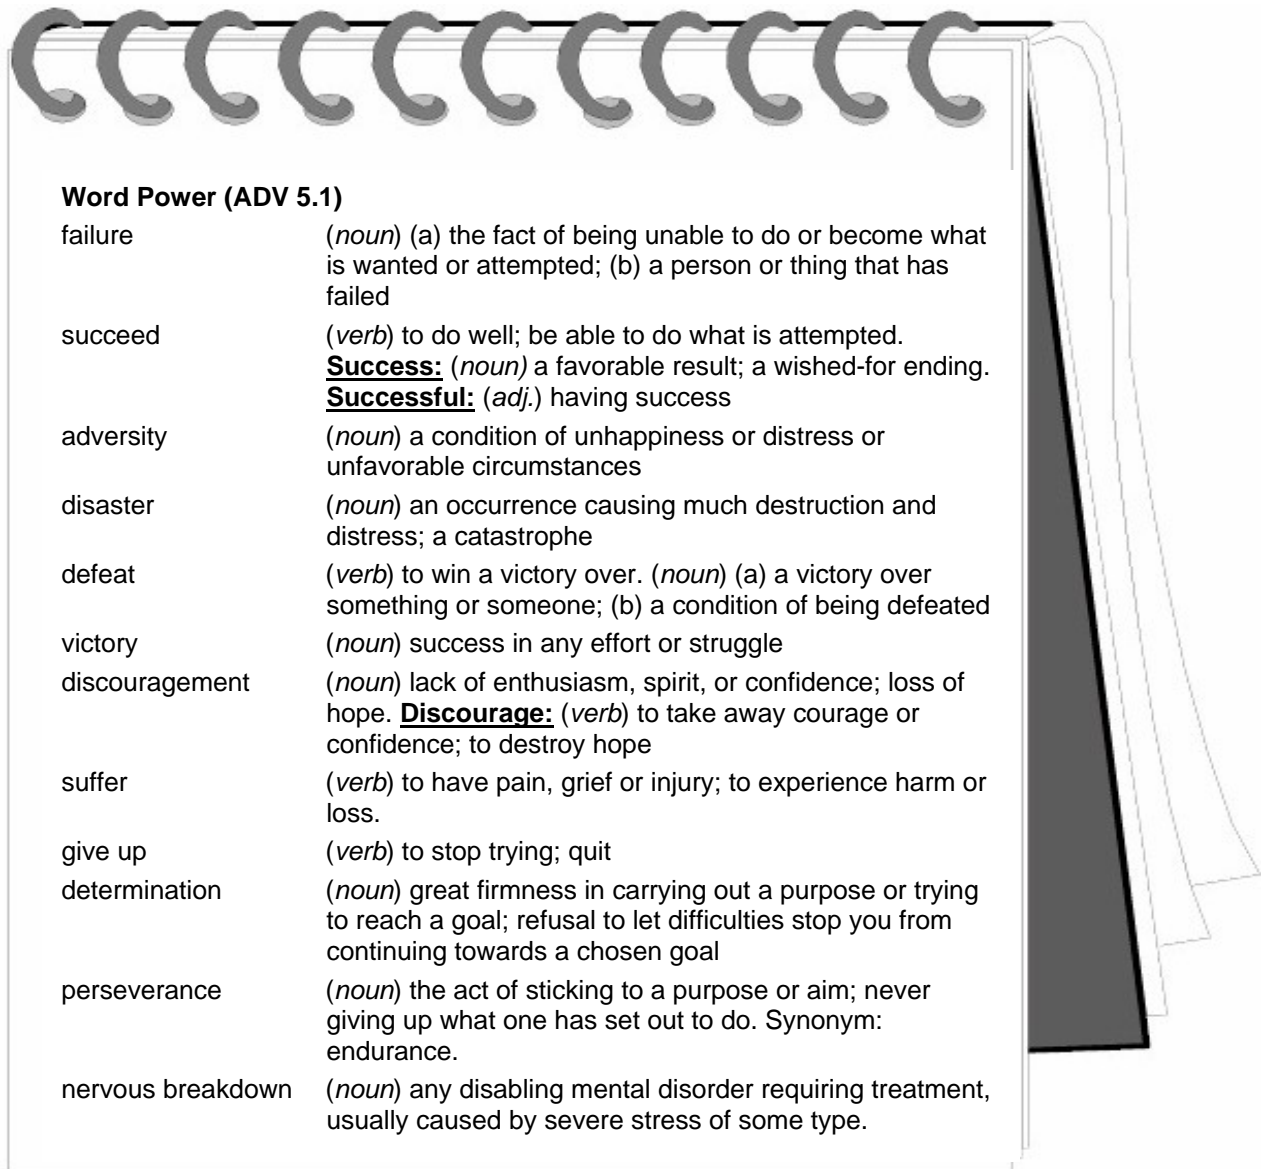 Word Power (ADV 5.1)
failure (noun) (a) the fact of being unable to do or become what
is wanted or attempted; (b) a person or thing that has
failed
succeed (verb) to do well; be able to do what is attempted.
Success: (noun) a favorable result; a wished-for ending.
Successful: (adj.) having success
adversity (noun) a condition of unhappiness or distress or
unfavorable circumstances
disaster (noun) an occurrence causing much destruction and
distress; a catastrophe
defeat (verb) to win a victory over. (noun) (a) a victory over
something or someone; (b) a condition of being defeated
victory (noun) success in any effort or struggle
discouragement (noun) lack of enthusiasm, spirit, or confidence; loss of
hope. Discourage: (verb) to take away courage or
confidence; to destroy hope
suffer (verb) to have pain, grief or injury; to experience harm or
loss.
give up (verb) to stop trying; quit
determination (noun) great firmness in carrying out a purpose or trying
to reach a goal; refusal to let difficulties stop you from
continuing towards a chosen goal
perseverance (noun) the act of sticking to a purpose or aim; never
giving up what one has set out to do. Synonym:
endurance.
nervous breakdown (noun) any disabling mental disorder requiring treatment,
usually caused by severe stress of some type.